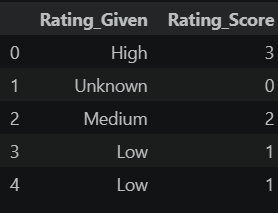 Rating_Given Rating_Score
0 High 3
1 Unknown 0
2 Medium 2
3 Low 1
4 Low 1